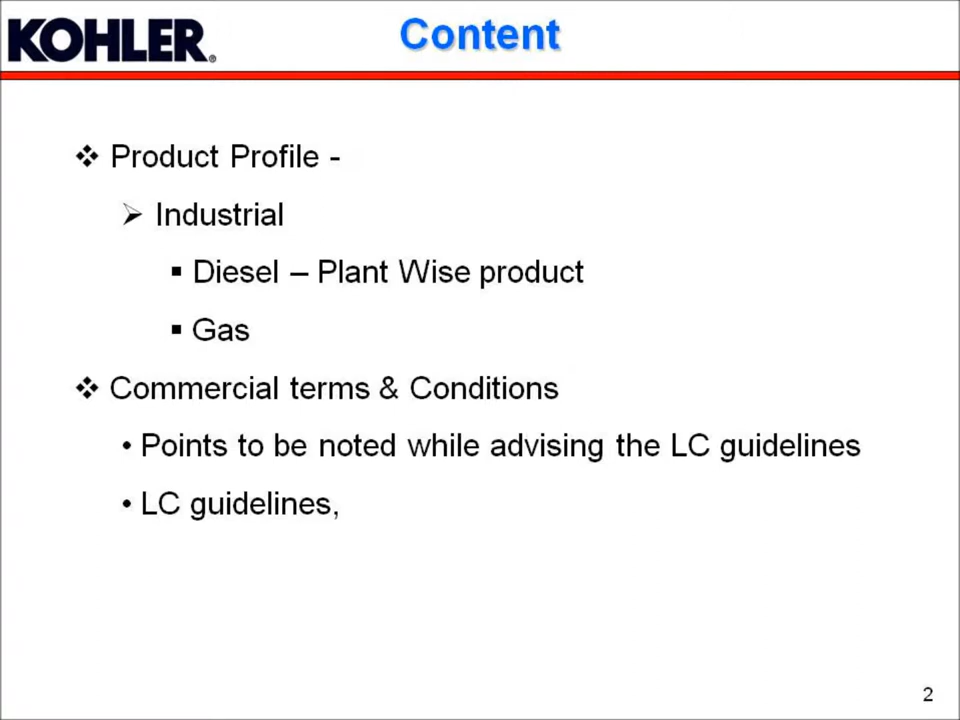 KOHLER®
Content
❖ Product Profile -
➢ Industrial
▪ Diesel – Plant Wise product
▪ Gas
❖ Commercial terms & Conditions
• Points to be noted while advising the LC guidelines
• LC guidelines,
2